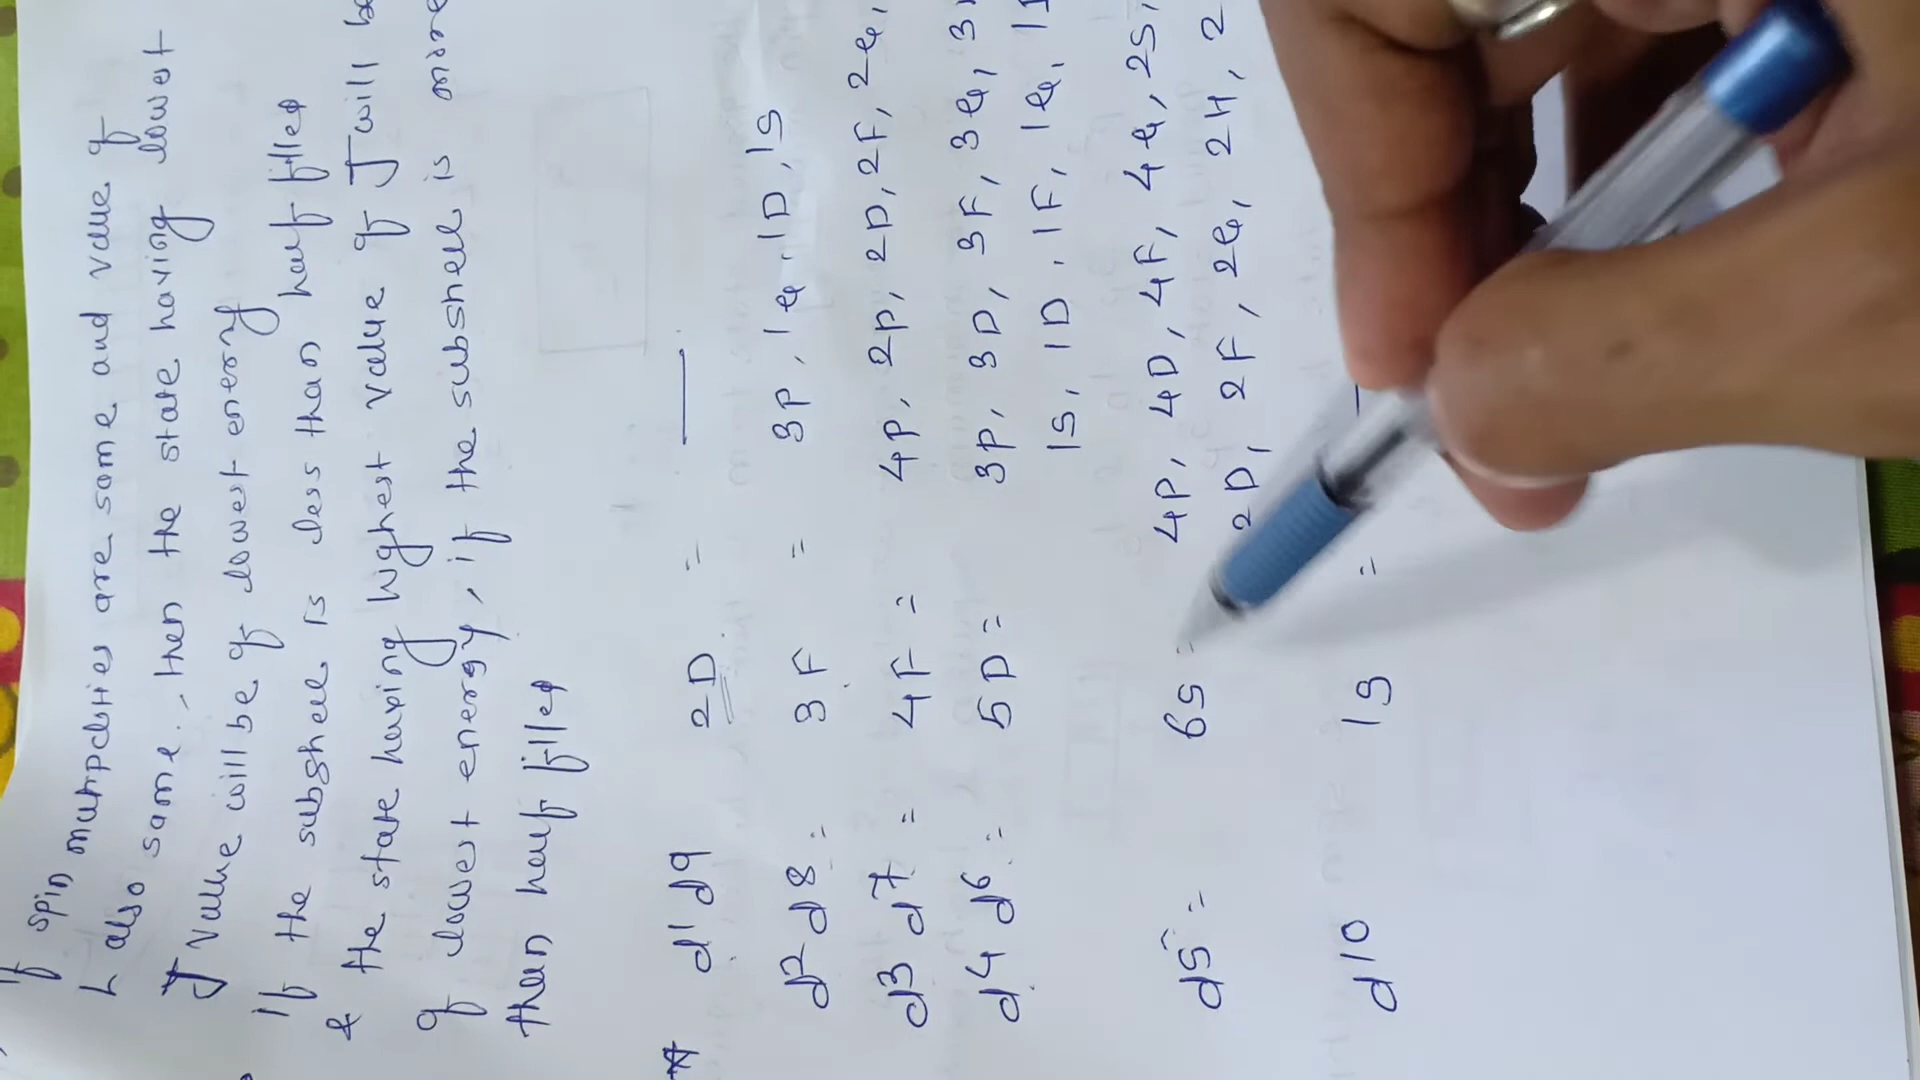 If spin multiplicities are same and value of
L also same, then the state having lowest
J value will be of lowest energy
If the subshell is less than half filled
& the state having highest value of J will be
of lowest energy, if the subshell is more
than half filled
* d1 d9 2D = —
d2 d8 = 3F = 3P, 1G, 1D, 1S
d3 d7 = 4F = 4P, 2P, 2D, 2F, 2G,
d4 d6 = 5D = 3P, 3D, 3F, 3G, 3
1S, 1D, 1F, 1G, 1
d5 = 6S = 4P, 4D, 4F, 4G, 2S,
2D, 2F, 2G, 2H, 2
d10 1S = —